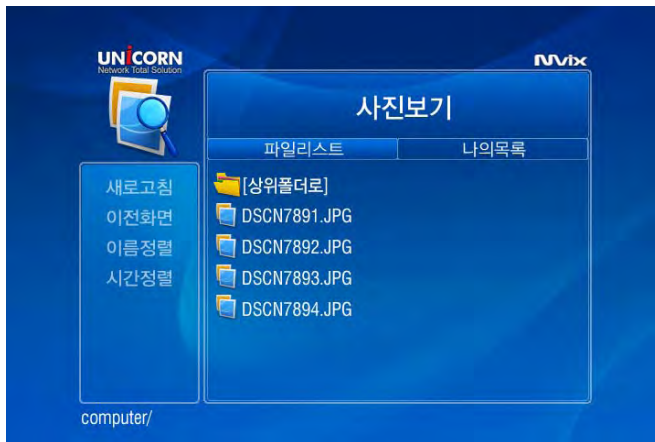 UNiCORN
Network Total Solution
MVix
사진보기
파일리스트
나의목록
새로고침
이전화면
이름정렬
시간정렬
[상위폴더로]
DSCN7891.JPG
DSCN7892.JPG
DSCN7893.JPG
DSCN7894.JPG
computer/